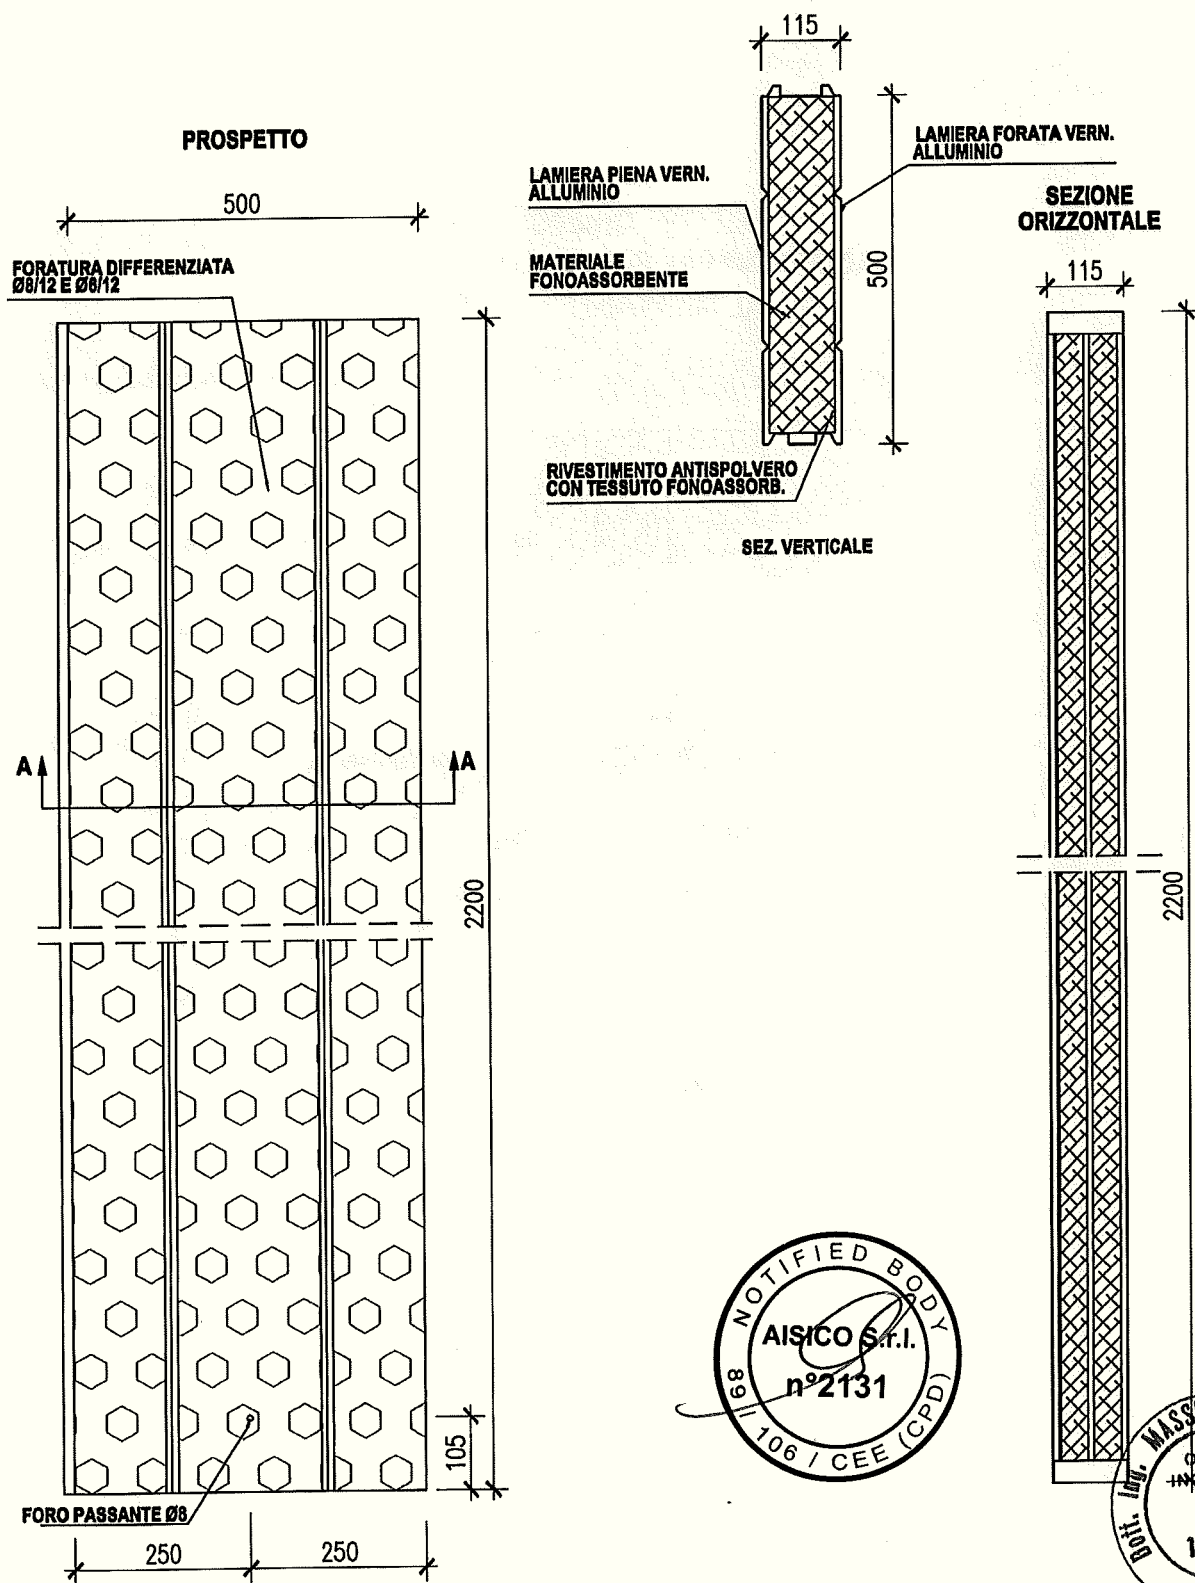 115
PROSPETTO
500
LAMIERA PIENA VERN.
ALLUMINIO
LAMIERA FORATA VERN.
ALLUMINIO
SEZIONE
ORIZZONTALE
115
FORATURA DIFFERENZIATA
Ø8/12 E Ø6/12
MATERIALE
FONOASSORBENTE
500
RIVESTIMENTO ANTISPOLVERO
CON TESSUTO FONOASSORB.
SEZ. VERTICALE
A
A
2200
2200
NOTIFIED BODY
AISICO S.r.l.
n°2131
89 / 106 / CEE (CPD)
105
FORO PASSANTE Ø8
250
250
Dott. Ing.